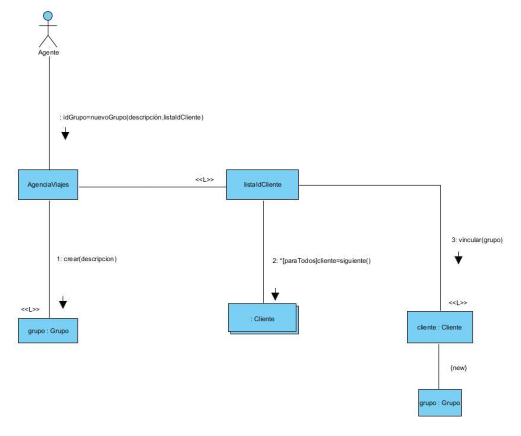 Agente
: idGrupo=nuevoGrupo(descripción,listaIdCliente)
AgenciaViajes
<<L>>
listaIdCliente
3: vincular(grupo)
1: crear(descripcion)
2: *[paraTodos]cliente=siguiente()
<<L>>
<<L>>
grupo : Grupo
: Cliente
cliente : Cliente
{new}
grupo : Grupo